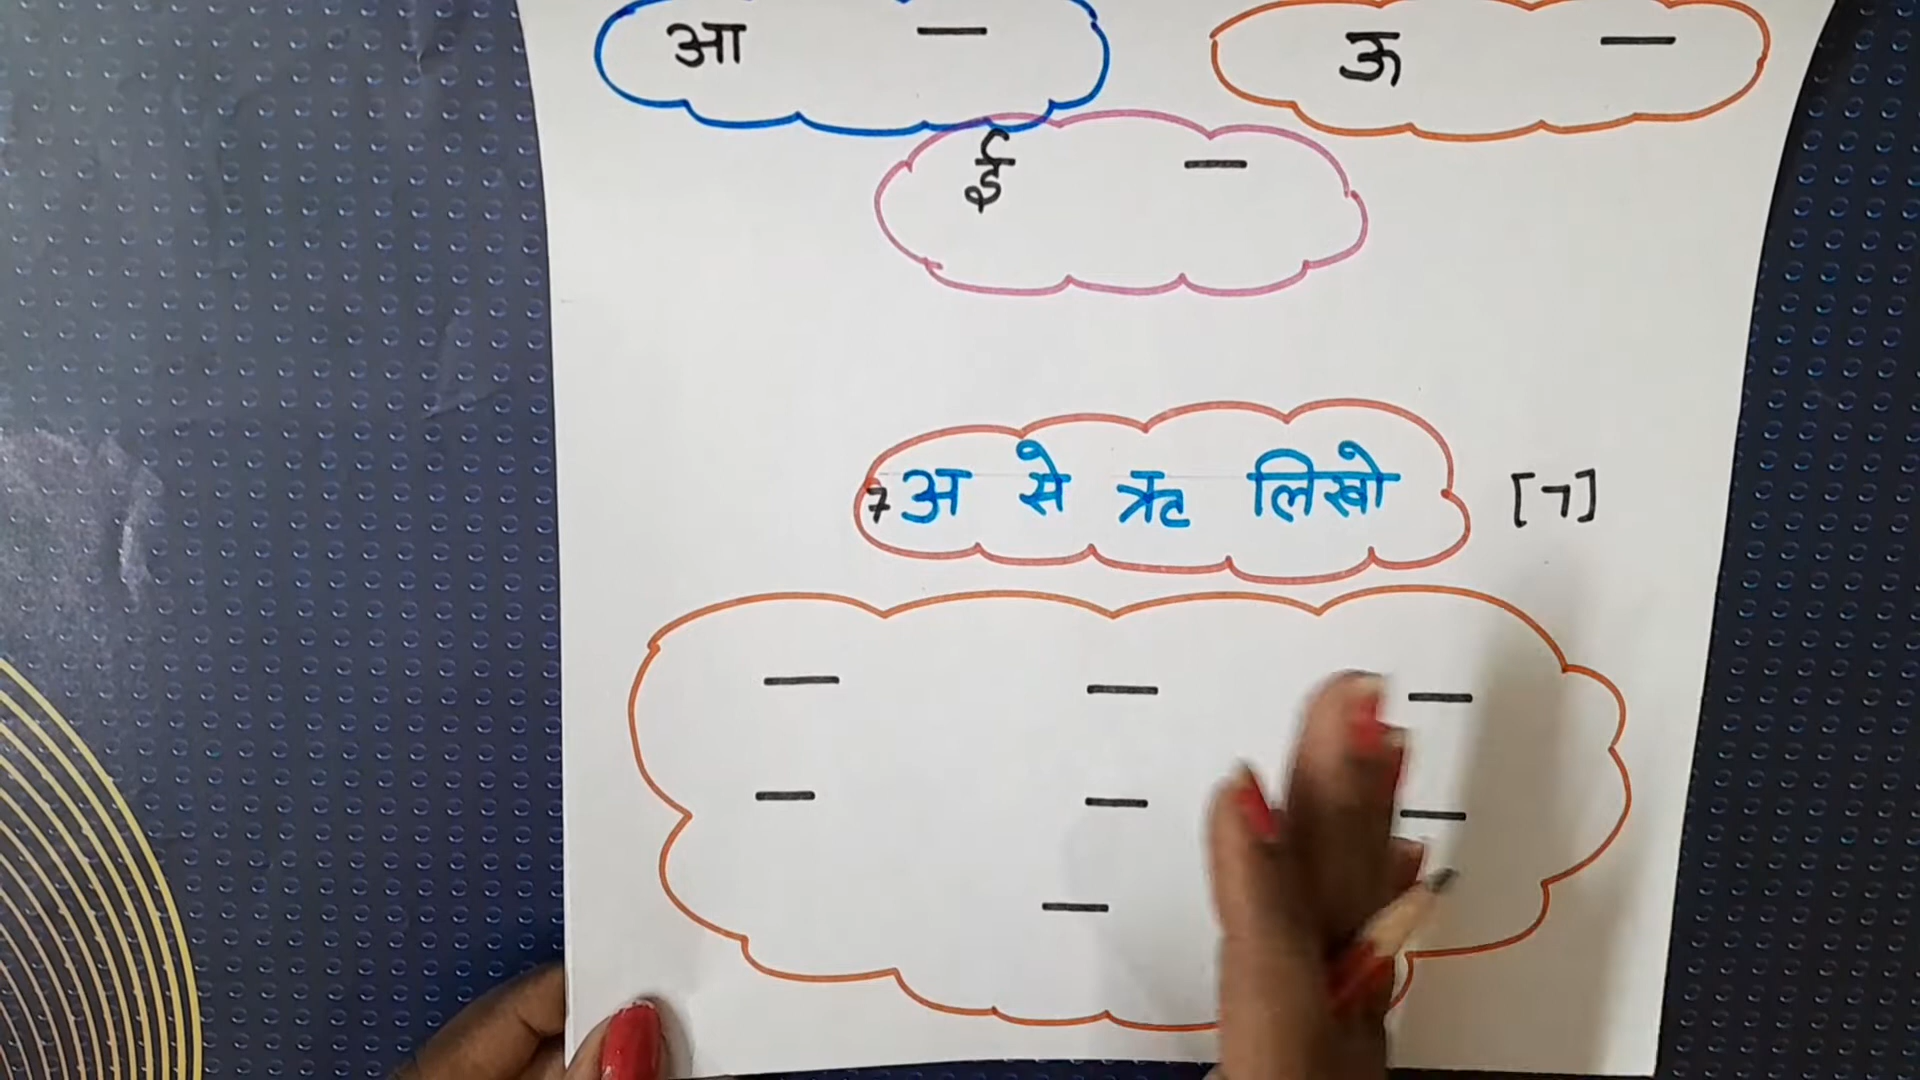 आ — ऊ —
ई —
7 अ से ऋ लिखो [7]
— — —
— — —
—